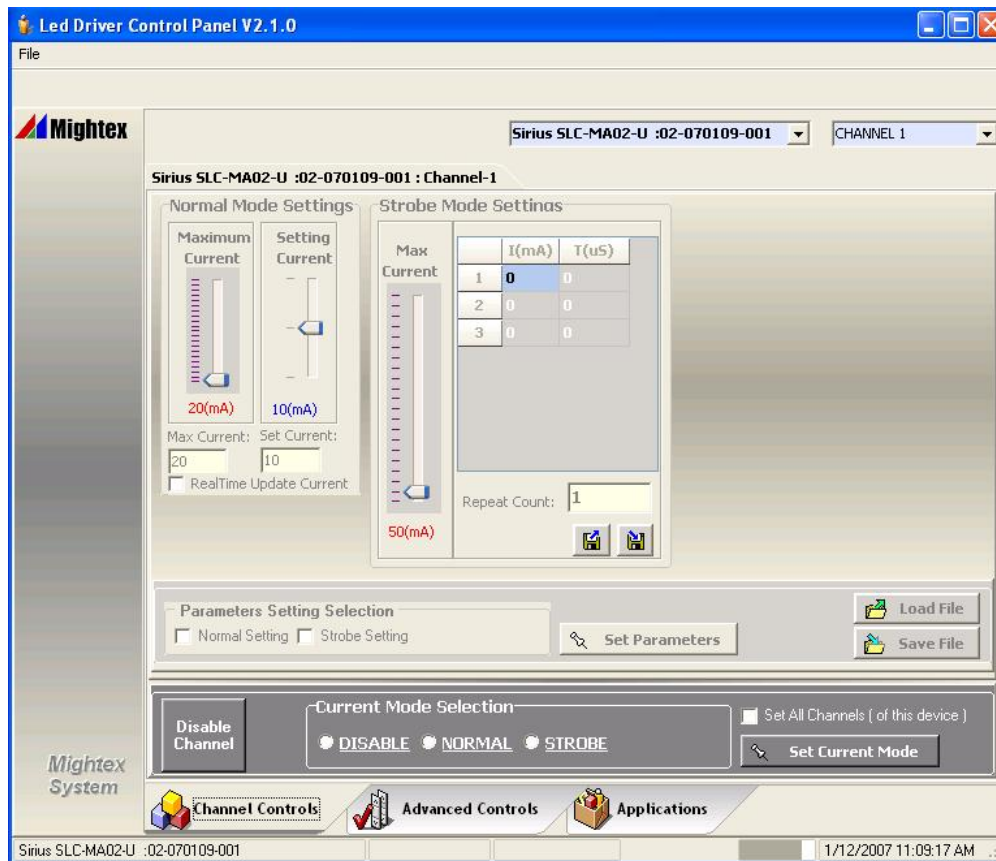 Led Driver Control Panel V2.1.0
File
Mightex
Sirius SLC-MA02-U :02-070109-001
CHANNEL 1
Sirius SLC-MA02-U :02-070109-001 : Channel-1
Normal Mode Settings
Strobe Mode Settings
Maximum Current
Setting Current
Max Current
I(mA) T(uS)
1 0 0
2 0 0
3 0 0
20(mA)
10(mA)
Max Current: Set Current:
20
10
RealTime Update Current
50(mA)
Repeat Count: 1
Parameters Setting Selection
Normal Setting Strobe Setting
Set Parameters
Load File
Save File
Disable Channel
Current Mode Selection
DISABLE NORMAL STROBE
Set All Channels ( of this device )
Set Current Mode
Mightex System
Channel Controls
Advanced Controls
Applications
Sirius SLC-MA02-U :02-070109-001
1/12/2007 11:09:17 AM